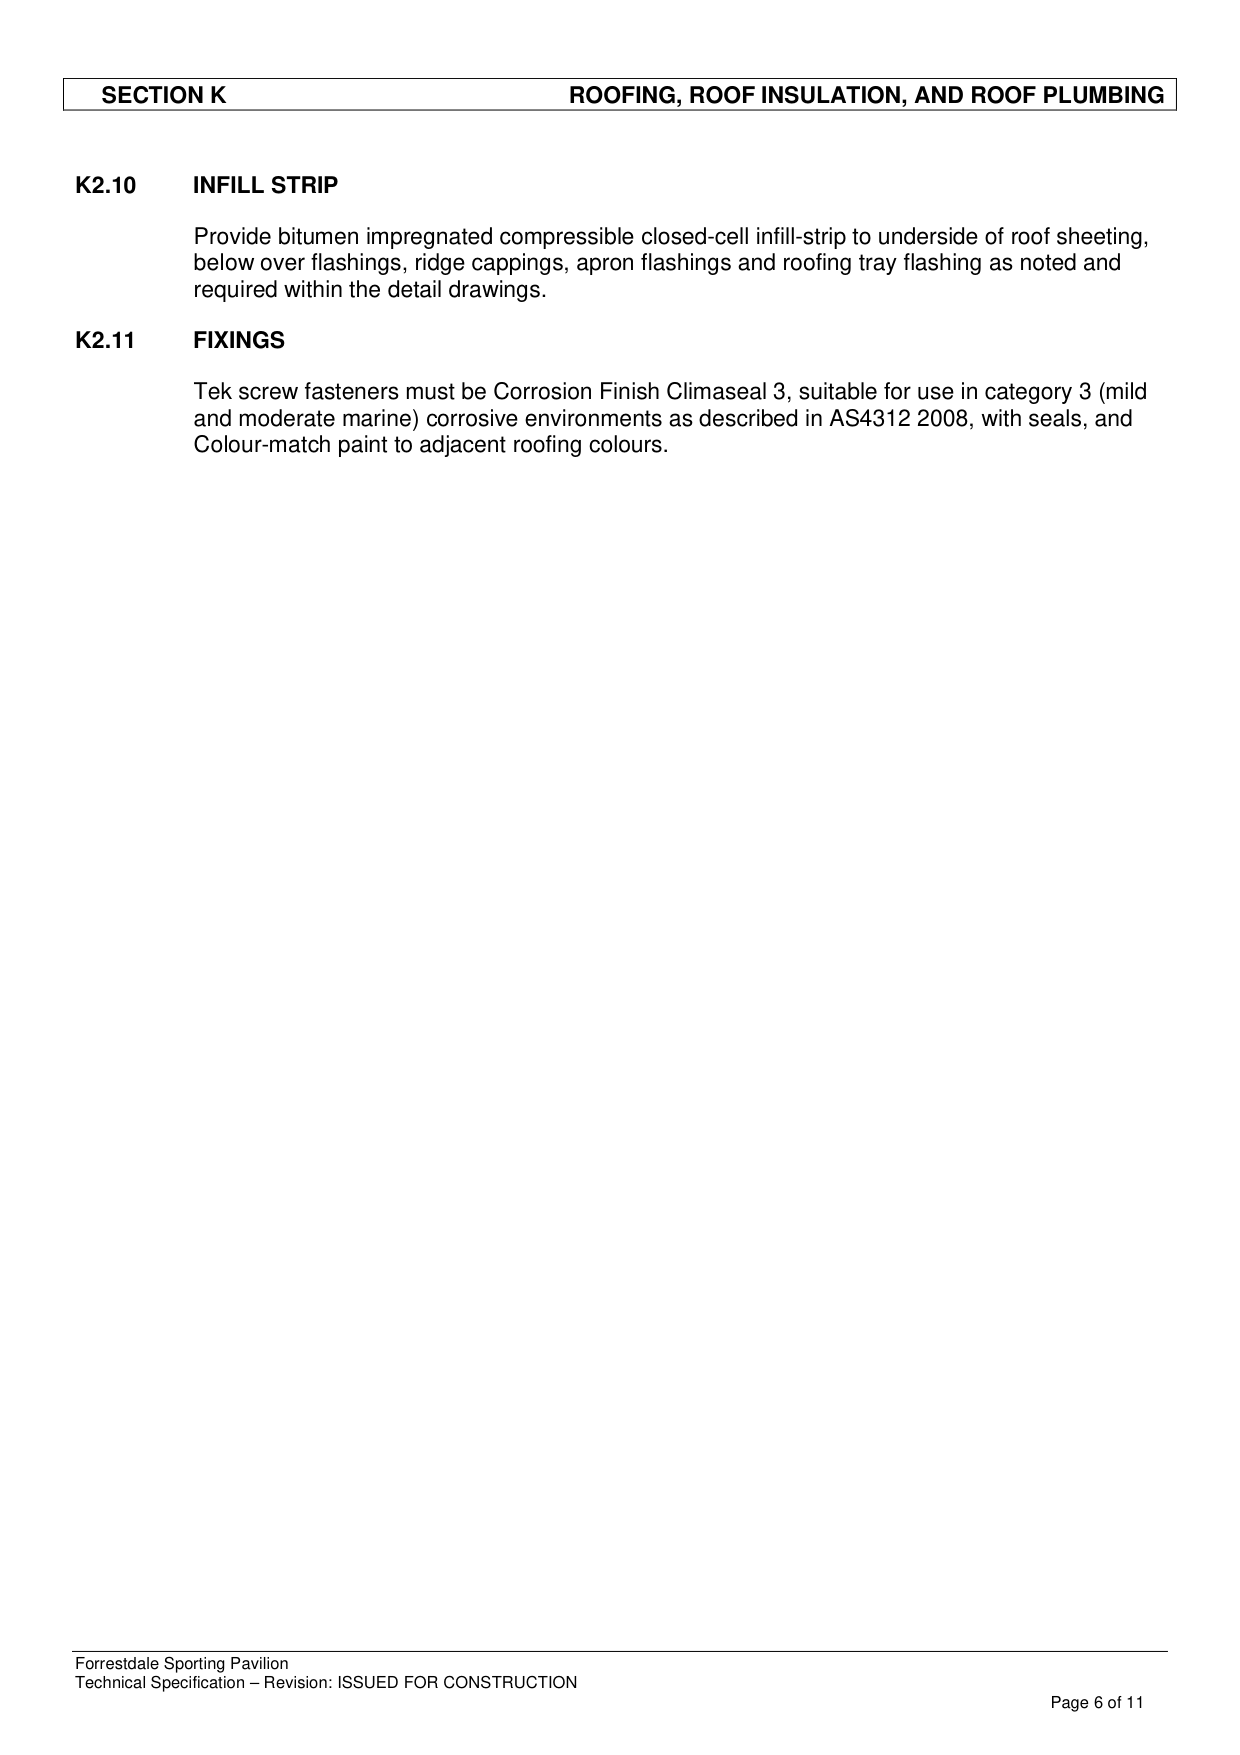 SECTION K ROOFING, ROOF INSULATION, AND ROOF PLUMBING
K2.10 INFILL STRIP
Provide bitumen impregnated compressible closed-cell infill-strip to underside of roof sheeting,
below over flashings, ridge cappings, apron flashings and roofing tray flashing as noted and
required within the detail drawings.
K2.11 FIXINGS
Tek screw fasteners must be Corrosion Finish Climaseal 3, suitable for use in category 3 (mild
and moderate marine) corrosive environments as described in AS4312 2008, with seals, and
Colour-match paint to adjacent roofing colours.
Forrestdale Sporting Pavilion
Technical Specification – Revision: ISSUED FOR CONSTRUCTION
Page 6 of 11